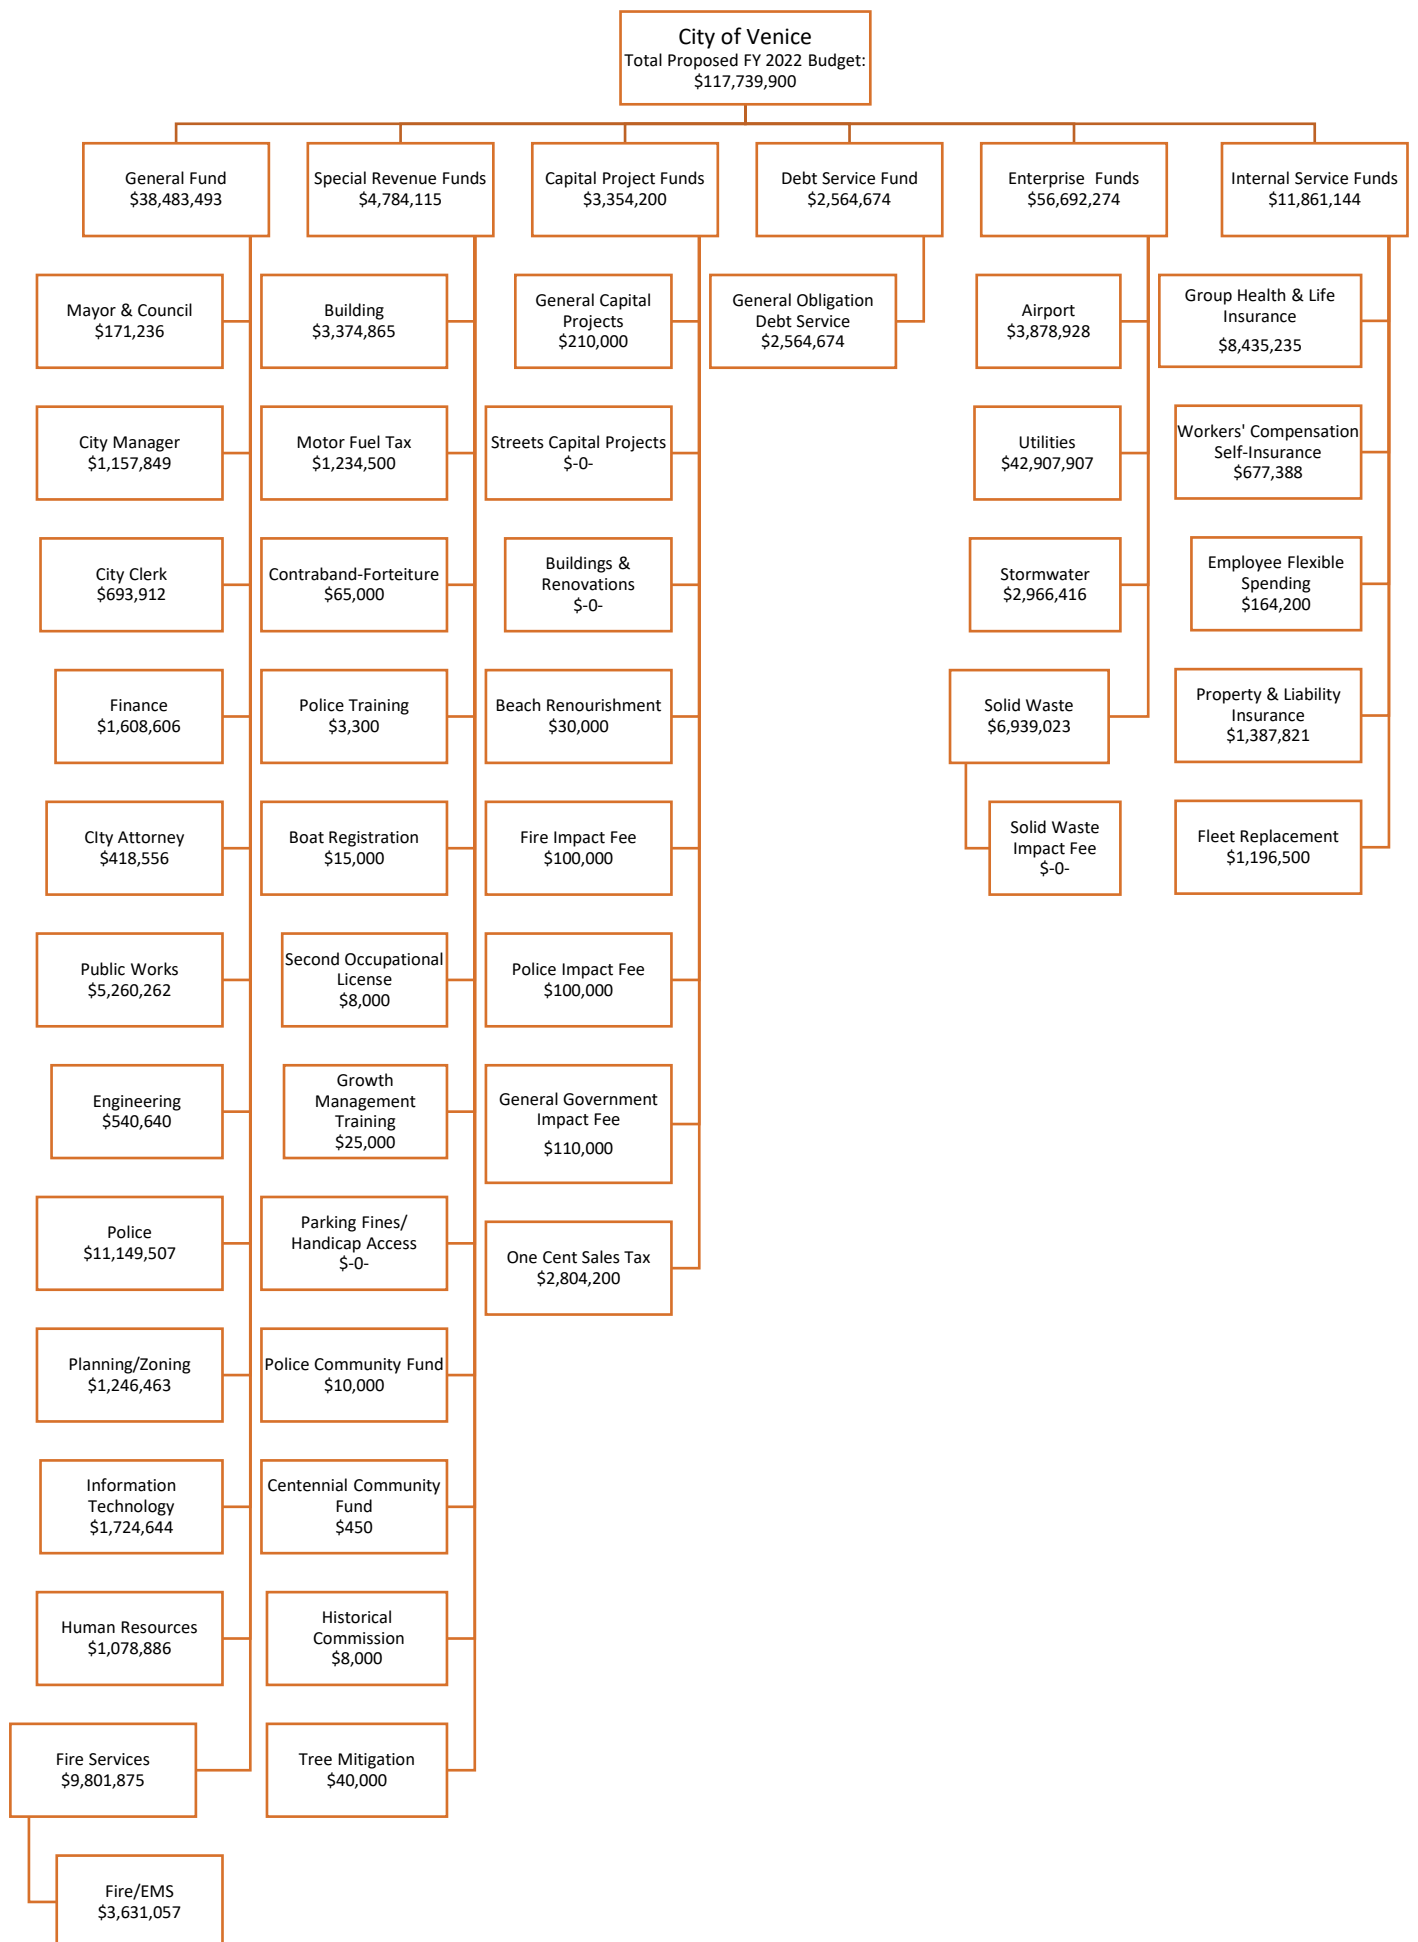 City of Venice
Total Proposed FY 2022 Budget:
$117,739,900
General Fund
$38,483,493
Special Revenue Funds
$4,784,115
Capital Project Funds
$3,354,200
Debt Service Fund
$2,564,674
Enterprise Funds
$56,692,274
Internal Service Funds
$11,861,144
Mayor & Council
$171,236
City Manager
$1,157,849
City Clerk
$693,912
Finance
$1,608,606
CIty Attorney
$418,556
Public Works
$5,260,262
Engineering
$540,640
Police
$11,149,507
Planning/Zoning
$1,246,463
Information
Technology
$1,724,644
Human Resources
$1,078,886
Fire Services
$9,801,875
Fire/EMS
$3,631,057
Building
$3,374,865
Motor Fuel Tax
$1,234,500
Contraband-Forteiture
$65,000
Police Training
$3,300
Boat Registration
$15,000
Second Occupational
License
$8,000
Growth
Management
Training
$25,000
Parking Fines/
Handicap Access
$-0-
Police Community Fund
$10,000
Centennial Community
Fund
$450
Historical
Commission
$8,000
Tree Mitigation
$40,000
General Capital
Projects
$210,000
Streets Capital Projects
$-0-
Buildings &
Renovations
$-0-
Beach Renourishment
$30,000
Fire Impact Fee
$100,000
Police Impact Fee
$100,000
General Government
Impact Fee
$110,000
One Cent Sales Tax
$2,804,200
General Obligation
Debt Service
$2,564,674
Airport
$3,878,928
Utilities
$42,907,907
Stormwater
$2,966,416
Solid Waste
$6,939,023
Solid Waste
Impact Fee
$-0-
Group Health & Life
Insurance
$8,435,235
Workers' Compensation
Self-Insurance
$677,388
Employee Flexible
Spending
$164,200
Property & Liability
Insurance
$1,387,821
Fleet Replacement
$1,196,500